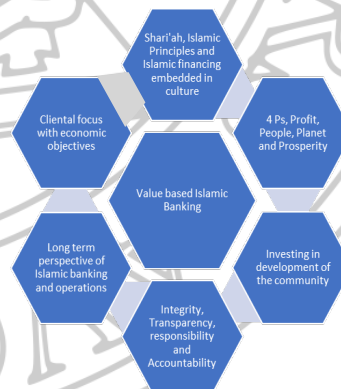 Shari'ah, Islamic
Principles and
Islamic financing
embedded in
culture
4 Ps, Profit,
People, Planet
and Prosperity
Investing in
development of
the community
Integrity,
Transparency,
responsibility
and
Accountability
Long term
perspective of
Islamic banking
and operations
Cliental focus
with economic
objectives
Value based Islamic
Banking